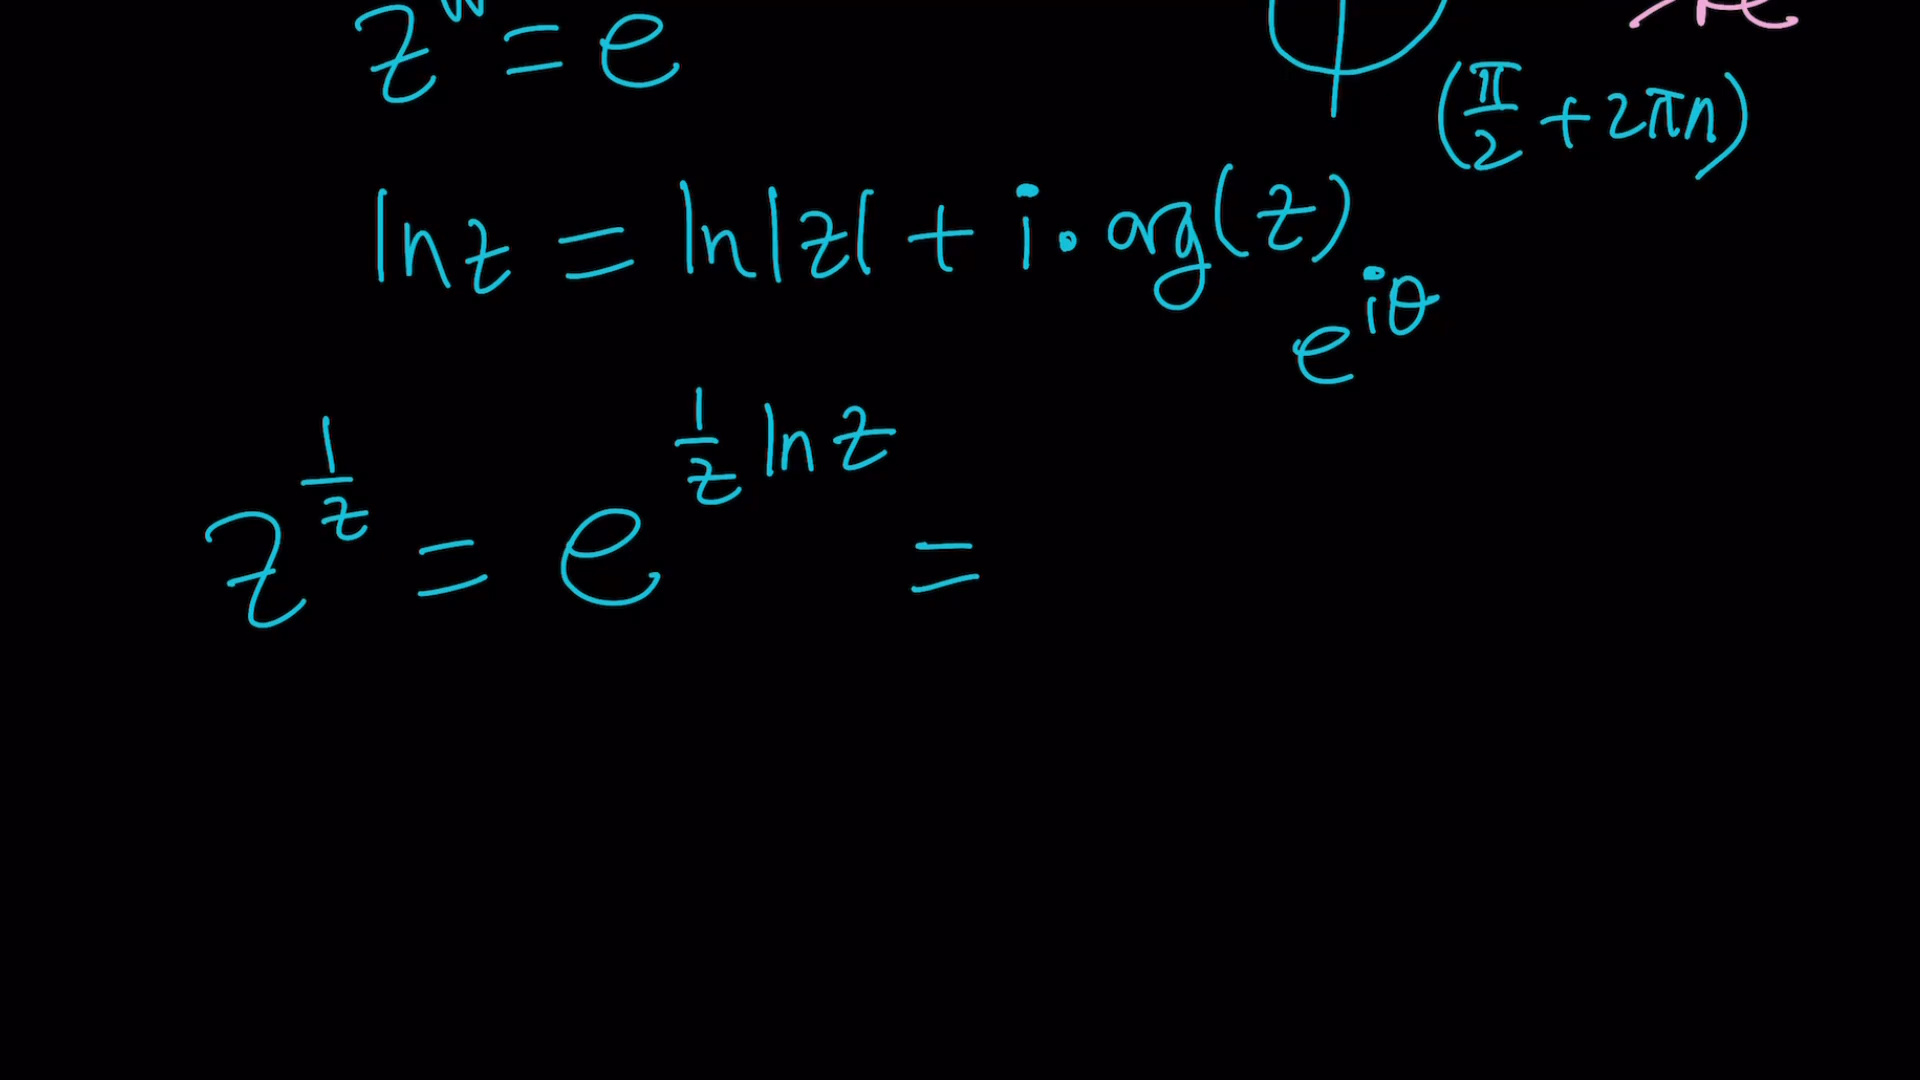 z = e
(π/2 + 2πn)
ln z = ln|z| + i · arg(z)
e^{iθ}
z^{1/z} = e^{1/z ln z} =